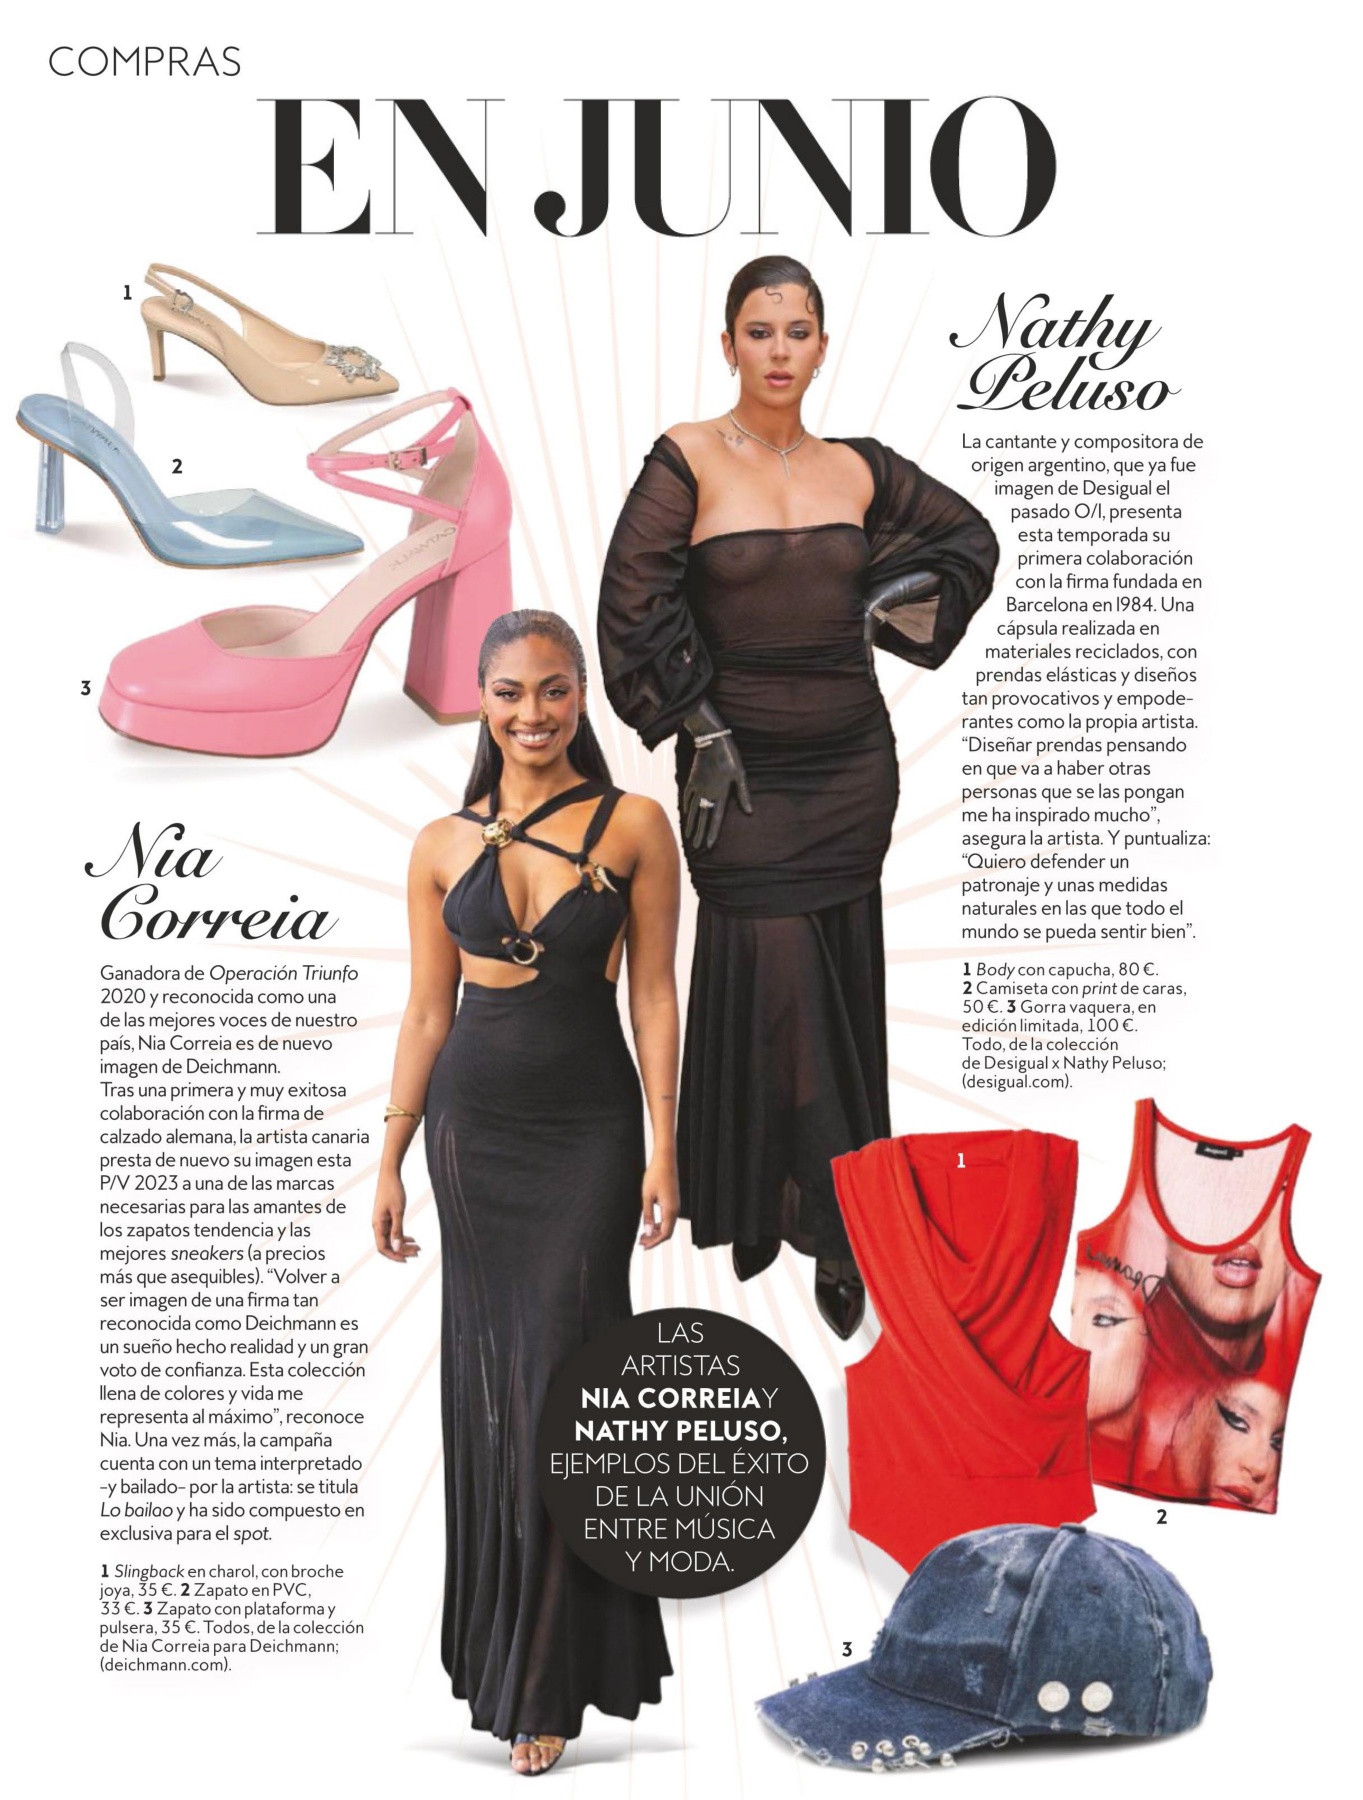 COMPRAS
EN JUNIO
1
2
3
Nathy
Peluso
La cantante y compositora de
origen argentino, que ya fue
imagen de Desigual el
pasado O/I, presenta
esta temporada su
primera colaboración
con la firma fundada en
Barcelona en 1984. Una
cápsula realizada en
materiales reciclados, con
prendas elásticas y diseños
tan provocativos y empode-
rantes como la propia artista.
“Diseñar prendas pensando
en que va a haber otras
personas que se las pongan
me ha inspirado mucho”,
asegura la artista. Y puntualiza:
“Quiero defender un
patronaje y unas medidas
naturales en las que todo el
mundo se pueda sentir bien”.
1 Body con capucha, 80 €.
2 Camiseta con print de caras,
50 €. 3 Gorra vaquera, en
edición limitada, 100 €.
Todo, de la colección
de Desigual x Nathy Peluso;
(desigual.com).
Nia
Correia
Ganadora de Operación Triunfo
2020 y reconocida como una
de las mejores voces de nuestro
país, Nia Correia es de nuevo
imagen de Deichmann.
Tras una primera y muy exitosa
colaboración con la firma de
calzado alemana, la artista canaria
presta de nuevo su imagen esta
P/V 2023 a una de las marcas
necesarias para las amantes de
los zapatos tendencia y las
mejores sneakers (a precios
más que asequibles). “Volver a
ser imagen de una firma tan
reconocida como Deichmann es
un sueño hecho realidad y un gran
voto de confianza. Esta colección
llena de colores y vida me
representa al máximo”, reconoce
Nia. Una vez más, la campaña
cuenta con un tema interpretado
-y bailado- por la artista: se titula
Lo bailao y ha sido compuesto en
exclusiva para el spot.
1 Slingback en charol, con broche
joya, 35 €. 2 Zapato en PVC,
33 €. 3 Zapato con plataforma y
pulsera, 35 €. Todos, de la colección
de Nia Correia para Deichmann;
(deichmann.com).
LAS
ARTISTAS
NIA CORREIA Y
NATHY PELUSO,
EJEMPLOS DEL ÉXITO
DE LA UNIÓN
ENTRE MÚSICA
Y MODA.
1
2
3
CATWALK